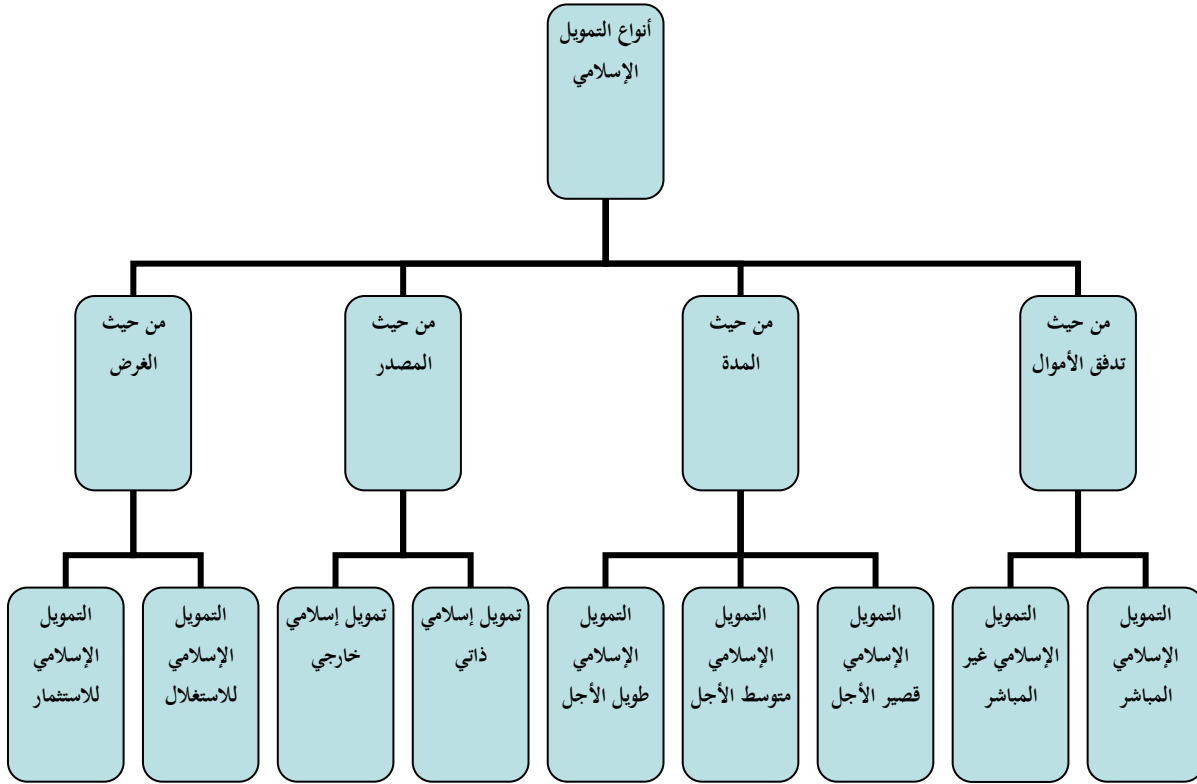 أنواع التمويل
الإسلامي
من حيث
تدفق الأموال
من حيث
المدة
من حيث
المصدر
من حيث
الغرض
التمويل
الإسلامي
المباشر
التمويل
الإسلامي غير
المباشر
التمويل
الإسلامي
قصير الأجل
التمويل
الإسلامي
متوسط الأجل
التمويل
الإسلامي
طويل الأجل
تمويل إسلامي
ذاتي
تمويل إسلامي
خارجي
التمويل
الإسلامي
للاستغلال
التمويل
الإسلامي
للاستثمار